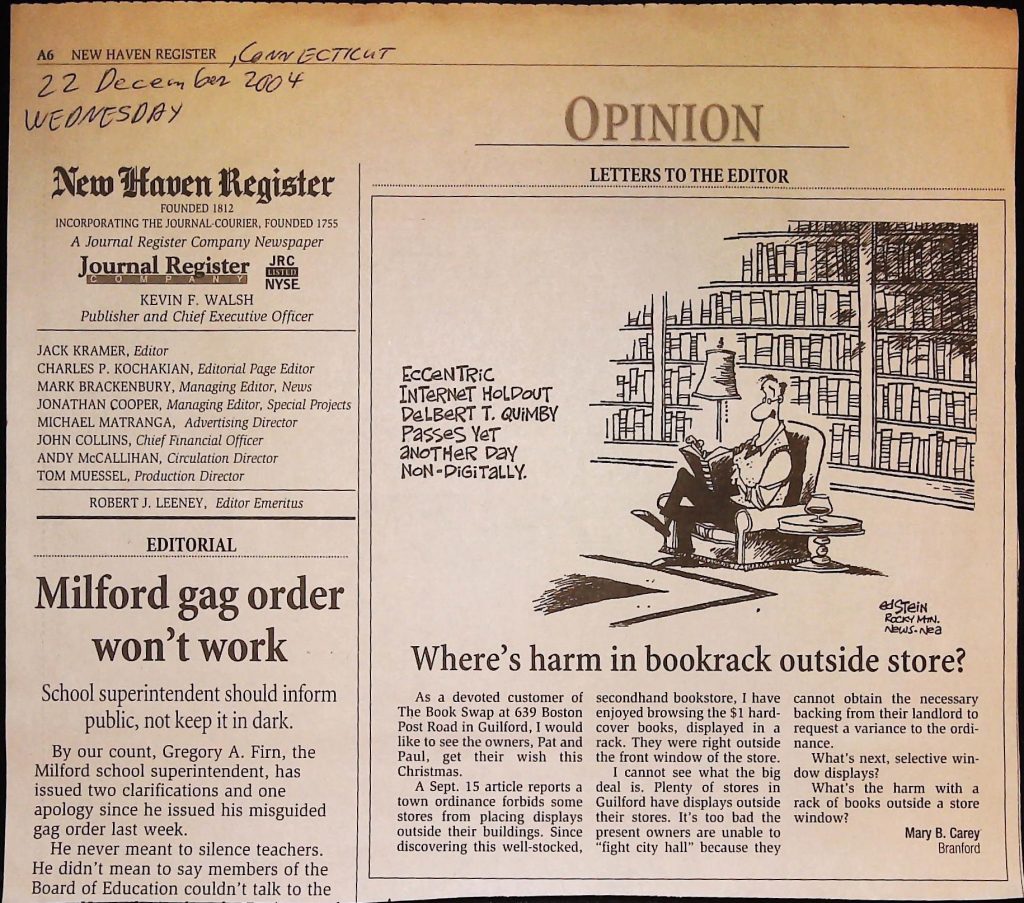 A6 NEW HAVEN REGISTER , CONNECTICUT
22 December 2004
WEDNESDAY
OPINION
New Haven Register
FOUNDED 1812
INCORPORATING THE JOURNAL-COURIER, FOUNDED 1755
A Journal Register Company Newspaper
Journal Register
COMPANY
JRC
LISTED
NYSE
KEVIN F. WALSH
Publisher and Chief Executive Officer
JACK KRAMER, Editor
CHARLES P. KOCHAKIAN, Editorial Page Editor
MARK BRACKENBURY, Managing Editor, News
JONATHAN COOPER, Managing Editor, Special Projects
MICHAEL MATRANGA, Advertising Director
JOHN COLLINS, Chief Financial Officer
ANDY McCALLIHAN, Circulation Director
TOM MUESSEL, Production Director
ROBERT J. LEENEY, Editor Emeritus
EDITORIAL
Milford gag order
won't work
School superintendent should inform
public, not keep it in dark.
By our count, Gregory A. Firn, the
Milford school superintendent, has
issued two clarifications and one
apology since he issued his misguided
gag order last week.
He never meant to silence teachers.
He didn't mean to say members of the
Board of Education couldn't talk to the
LETTERS TO THE EDITOR
ECCENTRIC
INTERNET HOLDOUT
DELBERT T. QUIMBY
PASSES YET
ANOTHER DAY
NON-DIGITALLY.
ED STEIN
ROCKY MTN.
NEWS-NEA
Where's harm in bookrack outside store?
As a devoted customer of
The Book Swap at 639 Boston
Post Road in Guilford, I would
like to see the owners, Pat and
Paul, get their wish this
Christmas.
A Sept. 15 article reports a
town ordinance forbids some
stores from placing displays
outside their buildings. Since
discovering this well-stocked,
secondhand bookstore, I have
enjoyed browsing the $1 hard-
cover books, displayed in a
rack. They were right outside
the front window of the store.
I cannot see what the big
deal is. Plenty of stores in
Guilford have displays outside
their stores. It's too bad the
present owners are unable to
"fight city hall" because they
cannot obtain the necessary
backing from their landlord to
request a variance to the ordi-
nance.
What's next, selective win-
dow displays?
What's the harm with a
rack of books outside a store
window?
Mary B. Carey
Branford